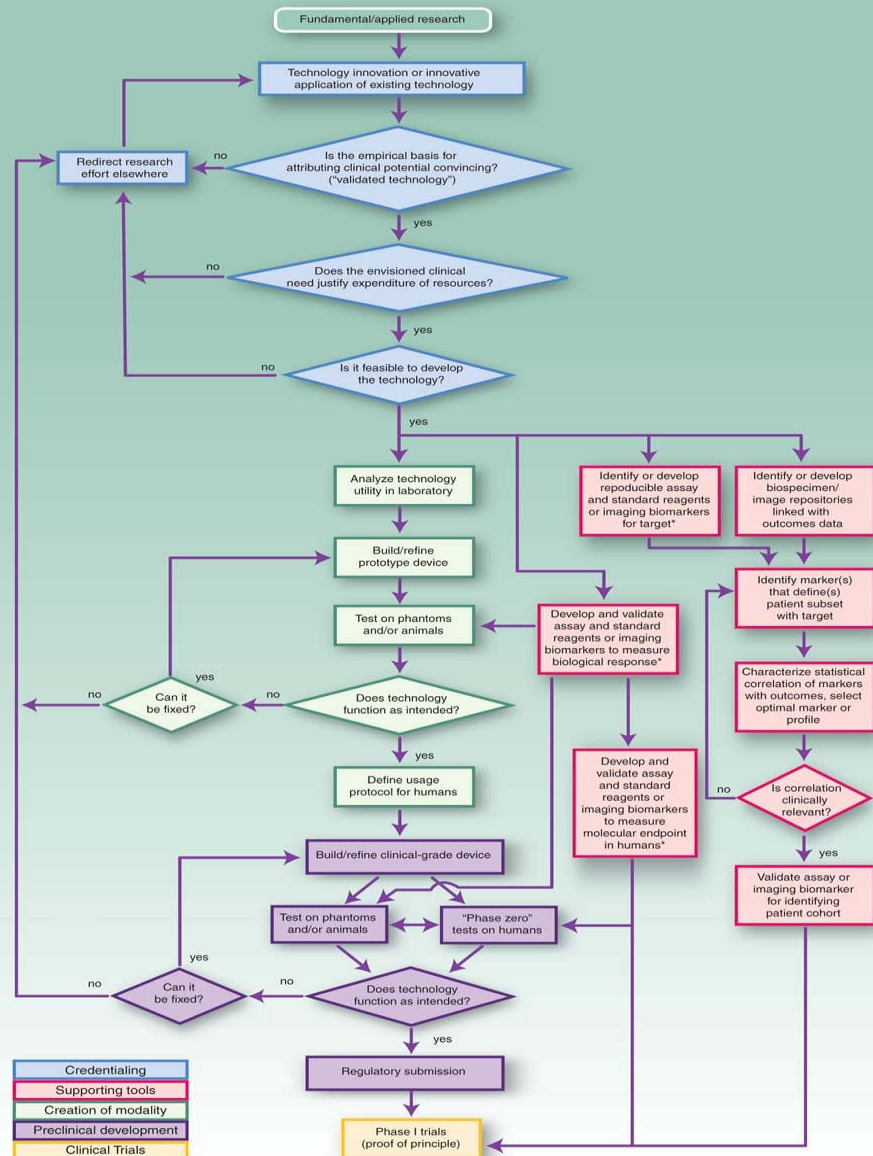 Fundamental/applied research
Technology innovation or innovative
application of existing technology
Redirect research
effort elsewhere
no
Is the empirical basis for
attributing clinical potential convincing?
("validated technology")
yes
no
Does the envisioned clinical
need justify expenditure of resources?
yes
no
Is it feasible to develop
the technology?
yes
Analyze technology
utility in laboratory
Identify or develop
repoducible assay
and standard reagents
or imaging biomarkers
for target*
Identify or develop
biospecimen/
image repositories
linked with
outcomes data
Build/refine
prototype device
Identify marker(s)
that define(s)
patient subset
with target
Test on phantoms
and/or animals
Develop and validate
assay and standard
reagents or imaging
biomarkers to measure
biological response*
Characterize statistical
correlation of markers
with outcomes, select
optimal marker or
profile
no
Can it
be fixed?
yes
no
Does technology
function as intended?
yes
Define usage
protocol for humans
Develop and
validate assay
and standard
reagents or
imaging biomarkers
to measure
molecular endpoint
in humans*
no
Is correlation
clinically
relevant?
yes
Build/refine clinical-grade device
Validate assay or
imaging biomarker
for identifying
patient cohort
Test on phantoms
and/or animals
"Phase zero"
tests on humans
no
Can it
be fixed?
yes
no
Does technology
function as intended?
yes
Regulatory submission
Phase I trials
(proof of principle)
Credentialing
Supporting tools
Creation of modality
Preclinical development
Clinical Trials